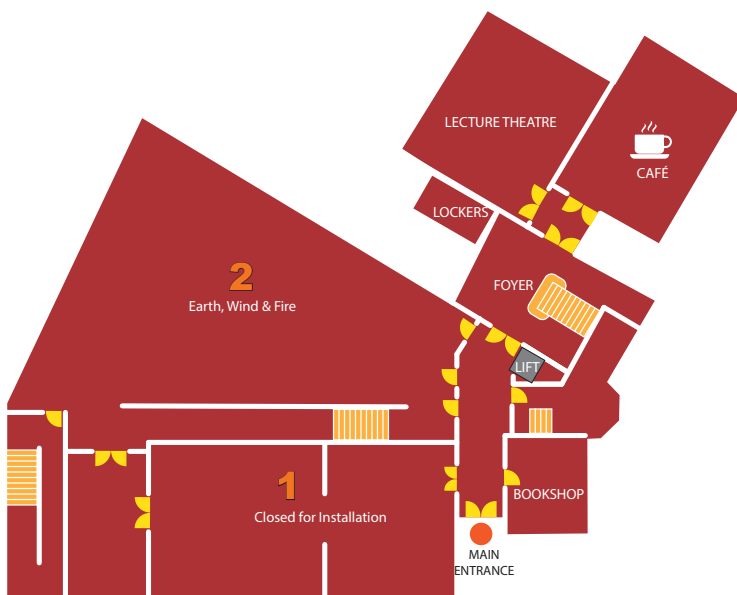 LECTURE THEATRE
CAFÉ
LOCKERS
2
Earth, Wind & Fire
FOYER
LIFT
1
Closed for Installation
BOOKSHOP
MAIN
ENTRANCE